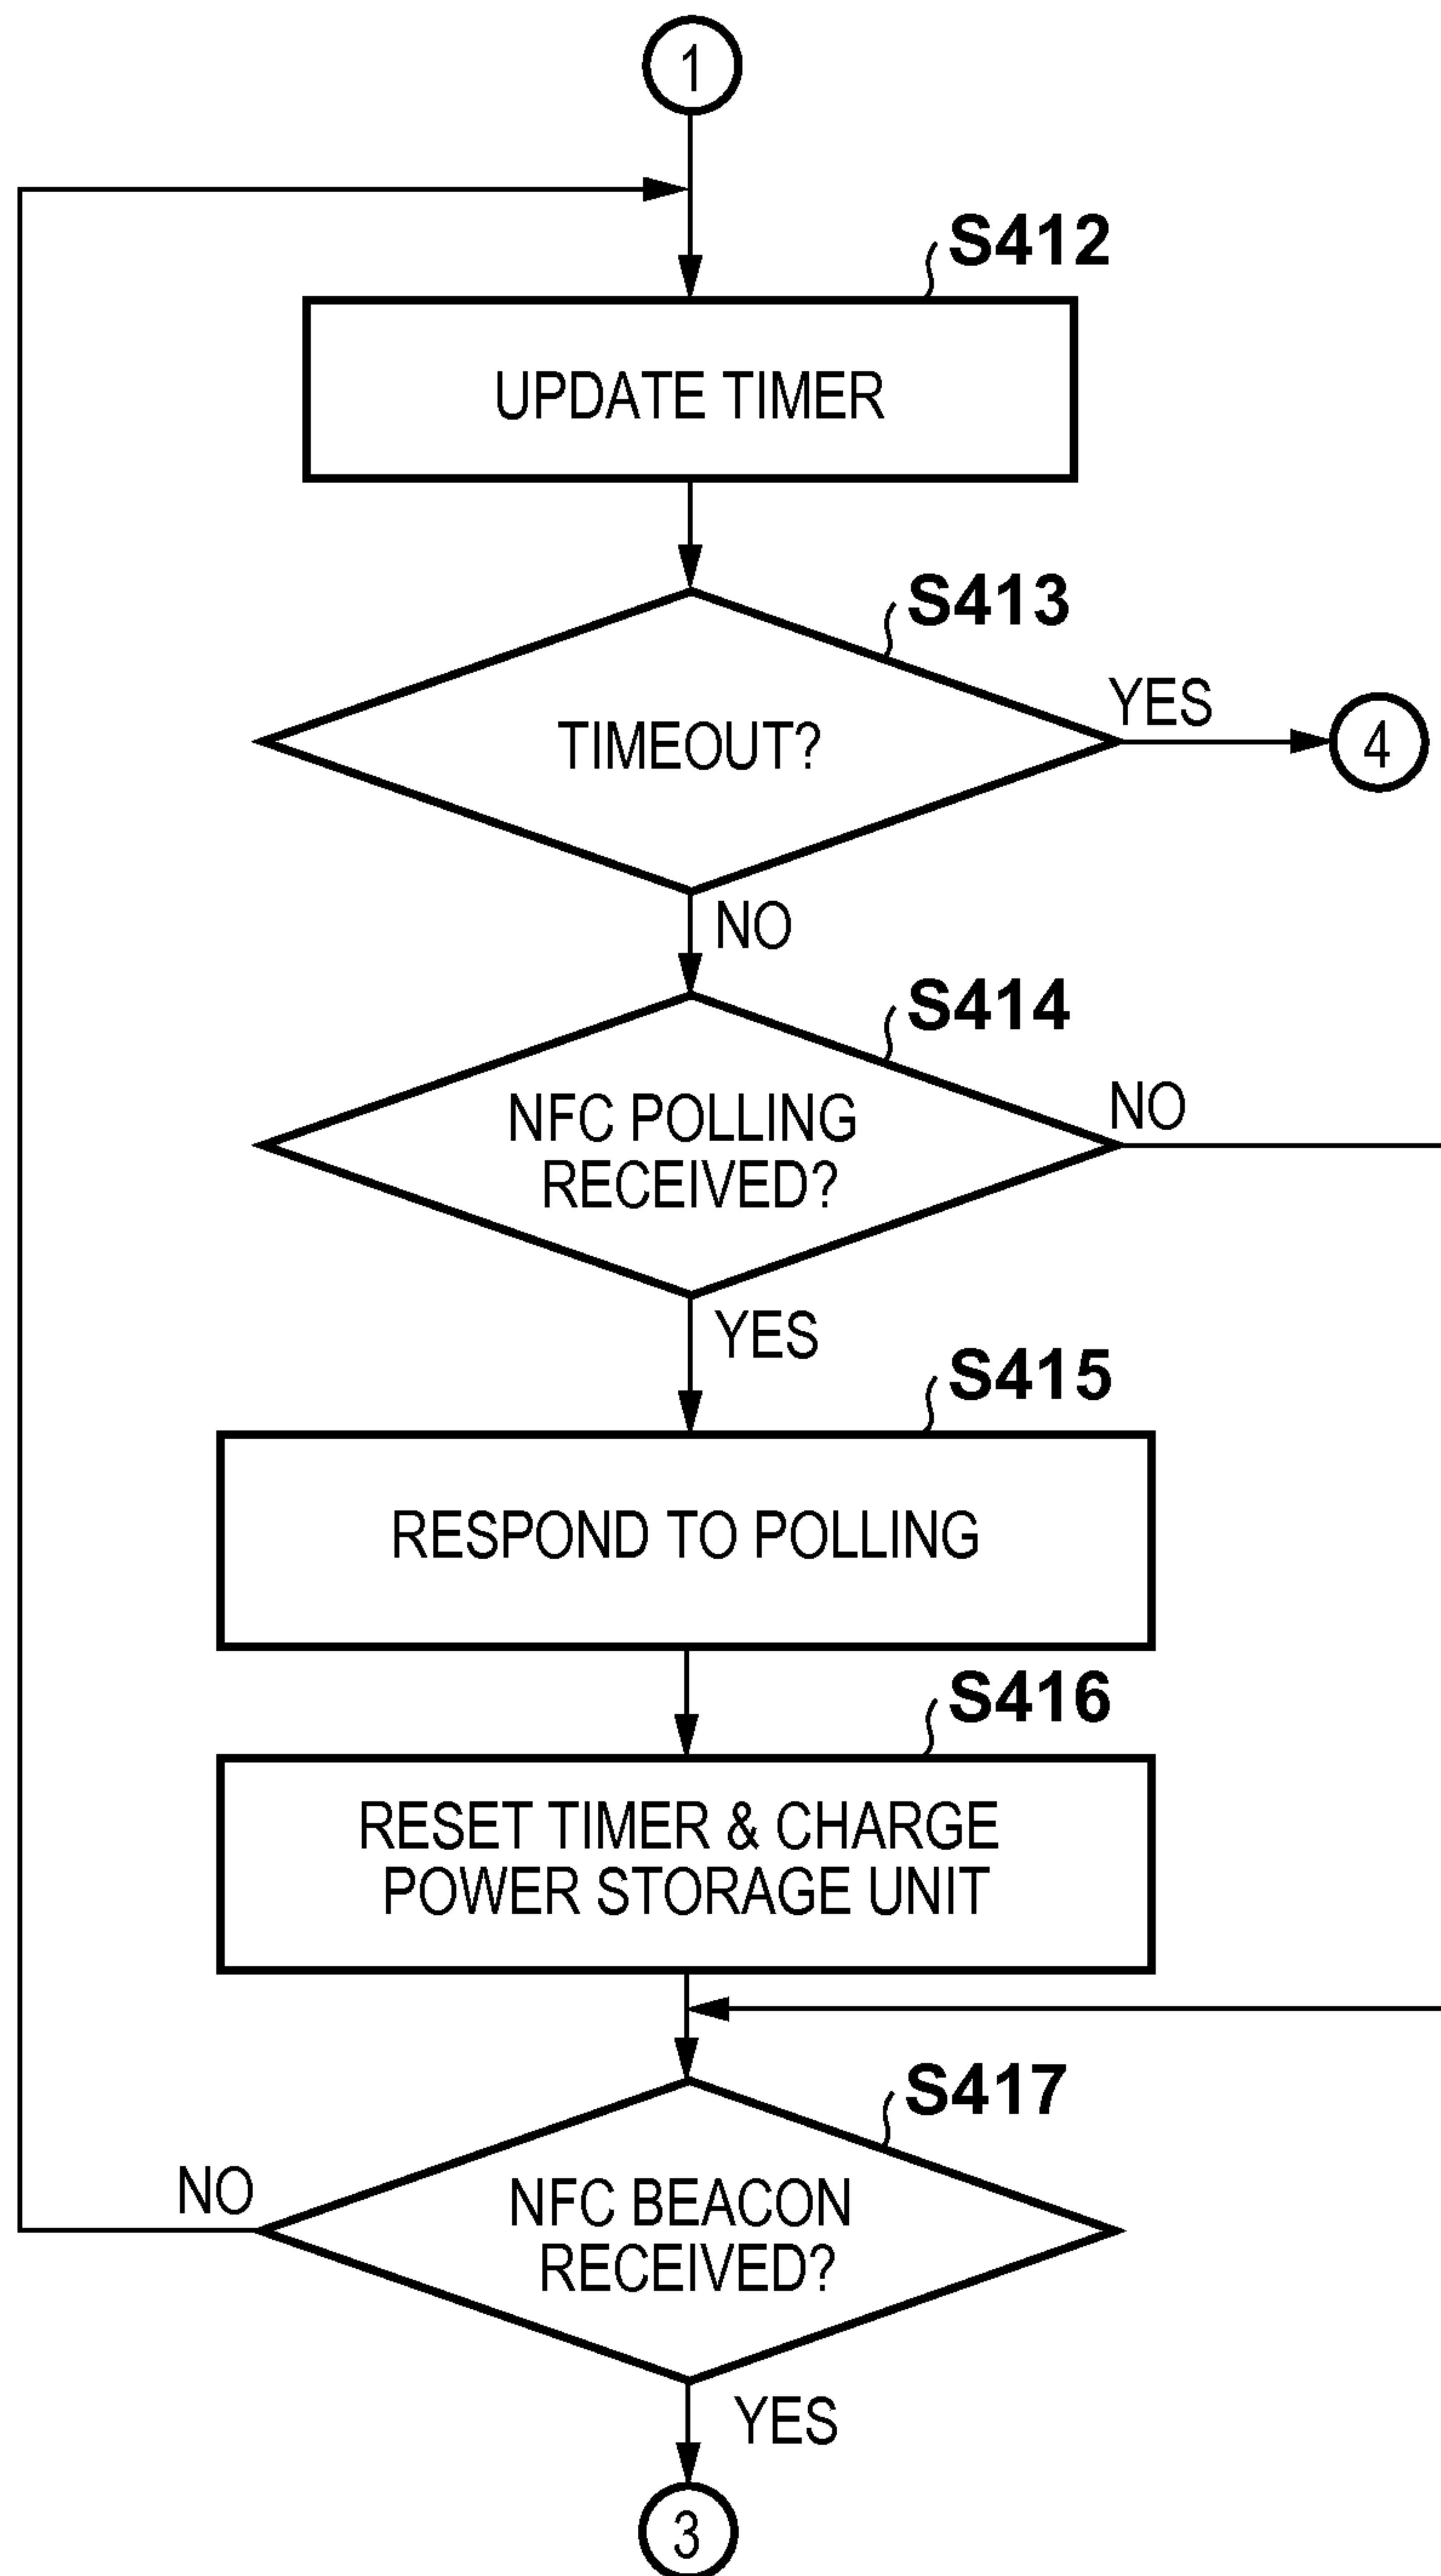 1
S412
UPDATE TIMER
S413
TIMEOUT?
YES
4
NO
S414
NFC POLLING
RECEIVED?
NO
YES
S415
RESPOND TO POLLING
S416
RESET TIMER & CHARGE
POWER STORAGE UNIT
S417
NO
NFC BEACON
RECEIVED?
YES
3